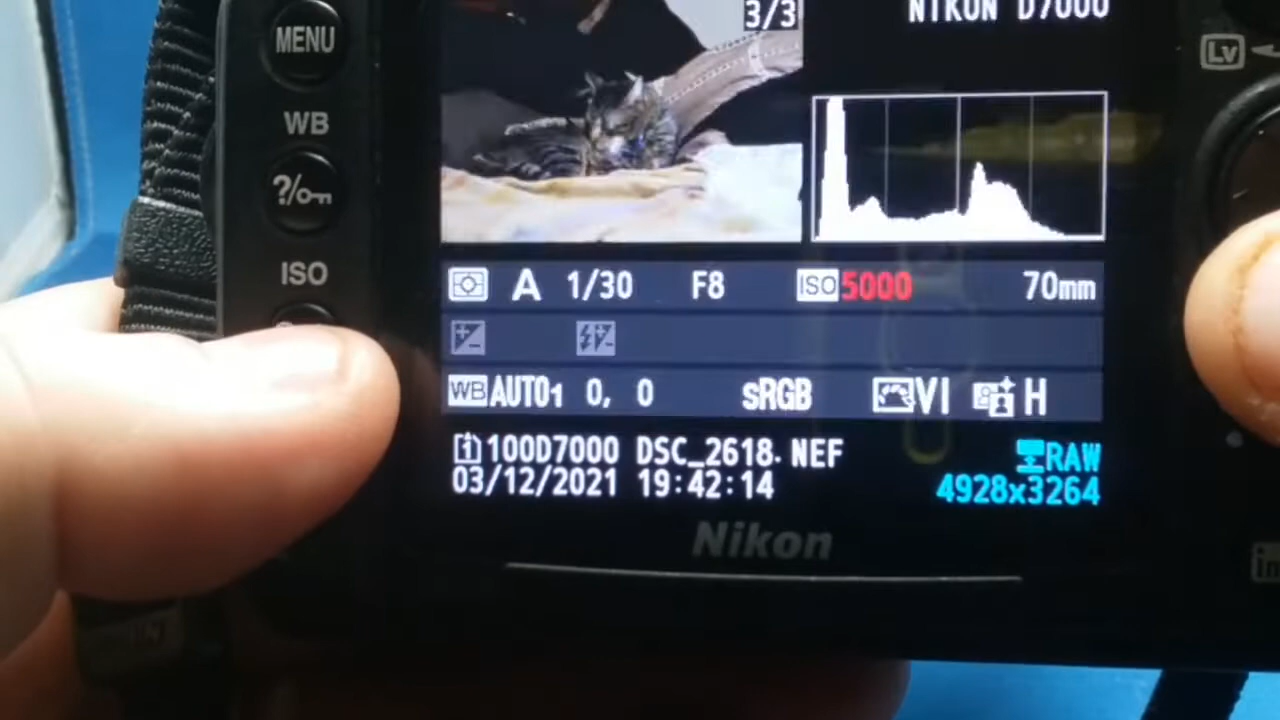 3/3
NIKON D7000
MENU
Lv
WB
?/
ISO
A 1/30 F8 ISO 5000 70mm
WB AUTO1 0, 0 sRGB VI H
1 100D7000 DSC_2618.NEF RAW
03/12/2021 19:42:14 4928x3264
Nikon